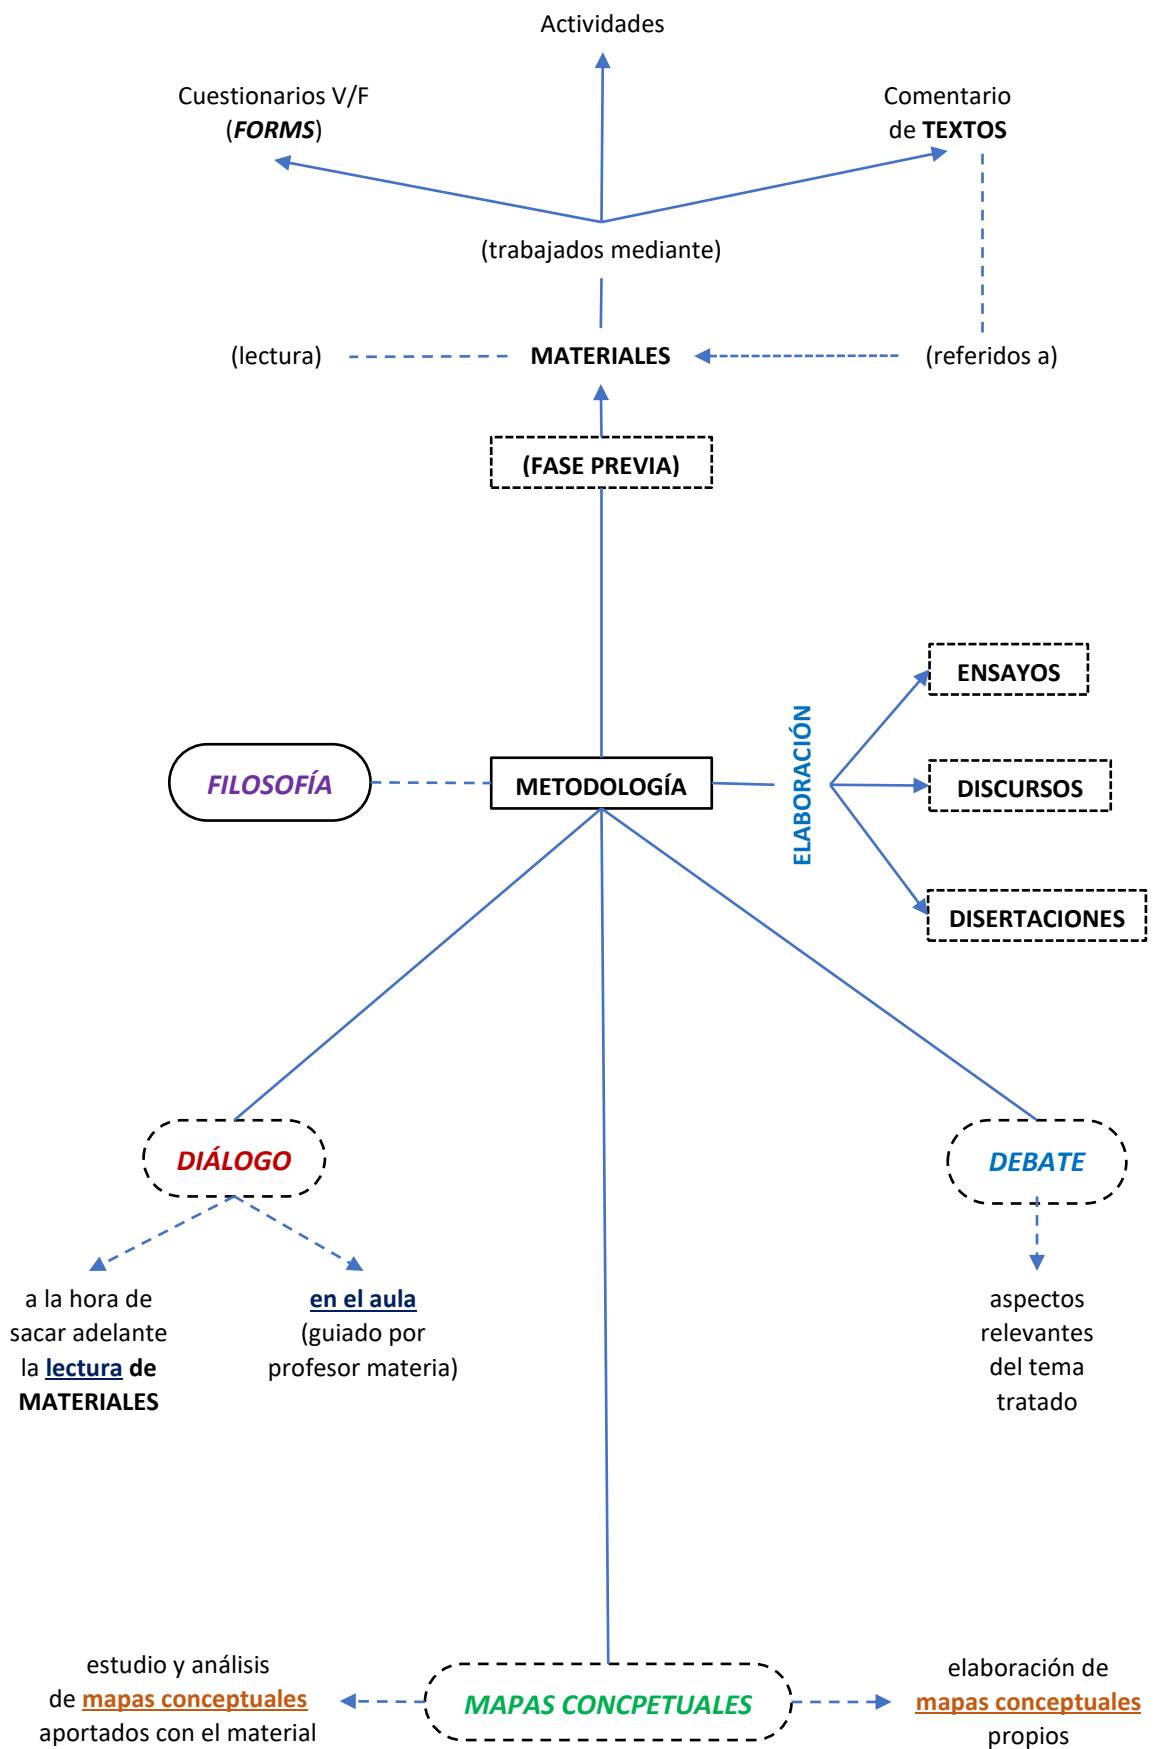 Actividades
Cuestionarios V/F
(FORMS)
Comentario
de TEXTOS
(trabajados mediante)
(lectura)
MATERIALES
(referidos a)
(FASE PREVIA)
ENSAYOS
ELABORACIÓN
FILOSOFÍA
METODOLOGÍA
DISCURSOS
DISERTACIONES
DIÁLOGO
DEBATE
a la hora de
sacar adelante
la lectura de
MATERIALES
en el aula
(guiado por
profesor materia)
aspectos
relevantes
del tema
tratado
estudio y análisis
de mapas conceptuales
aportados con el material
MAPAS CONCPETUALES
elaboración de
mapas conceptuales
propios